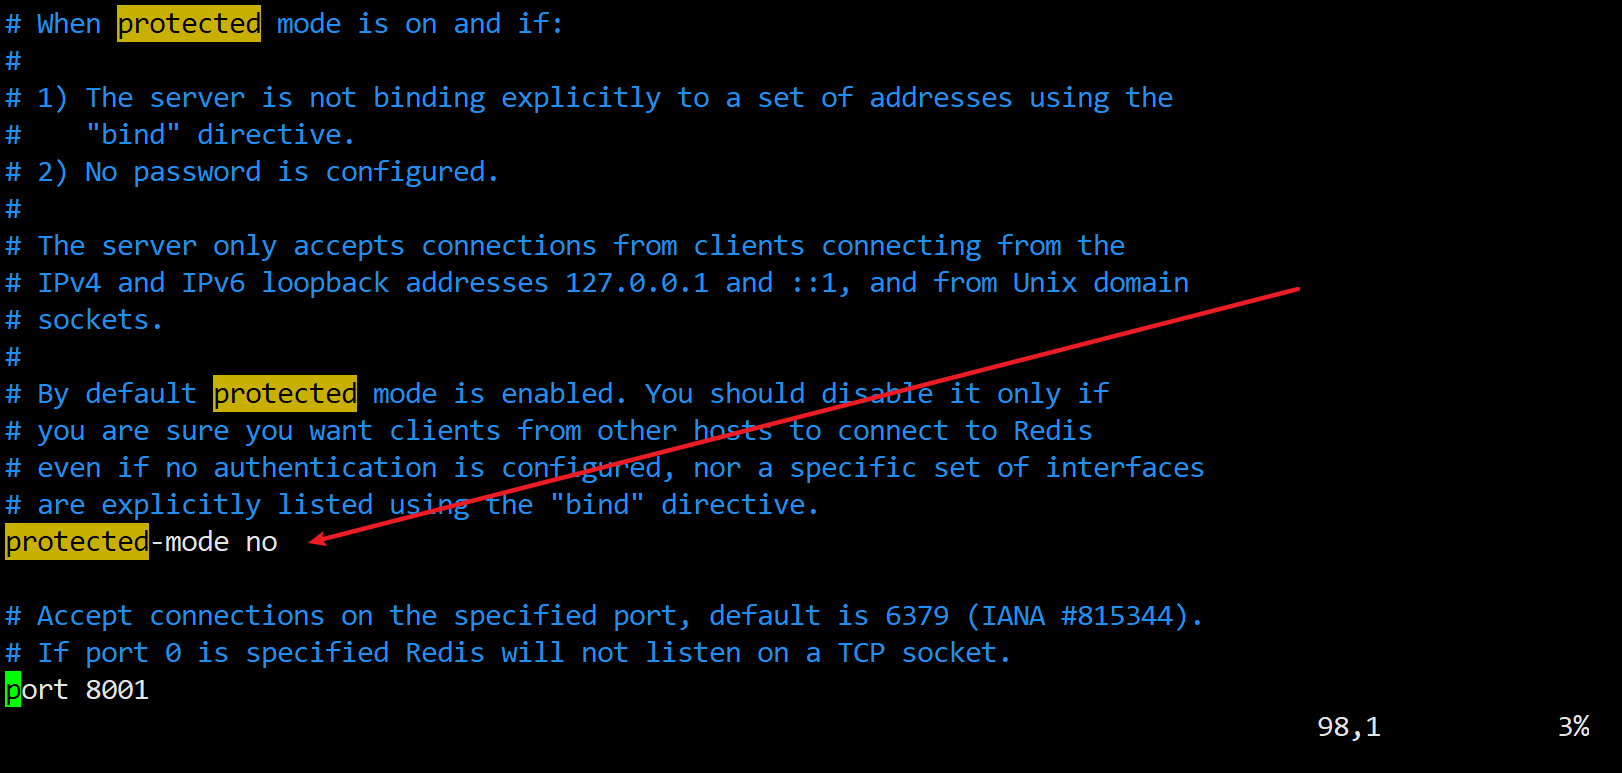 # When protected mode is on and if:
#
# 1) The server is not binding explicitly to a set of addresses using the
#    "bind" directive.
# 2) No password is configured.
#
# The server only accepts connections from clients connecting from the
# IPv4 and IPv6 loopback addresses 127.0.0.1 and ::1, and from Unix domain
# sockets.
#
# By default protected mode is enabled. You should disable it only if
# you are sure you want clients from other hosts to connect to Redis
# even if no authentication is configured, nor a specific set of interfaces
# are explicitly listed using the "bind" directive.
protected-mode no

# Accept connections on the specified port, default is 6379 (IANA #815344).
# If port 0 is specified Redis will not listen on a TCP socket.
port 8001
98,1 3%